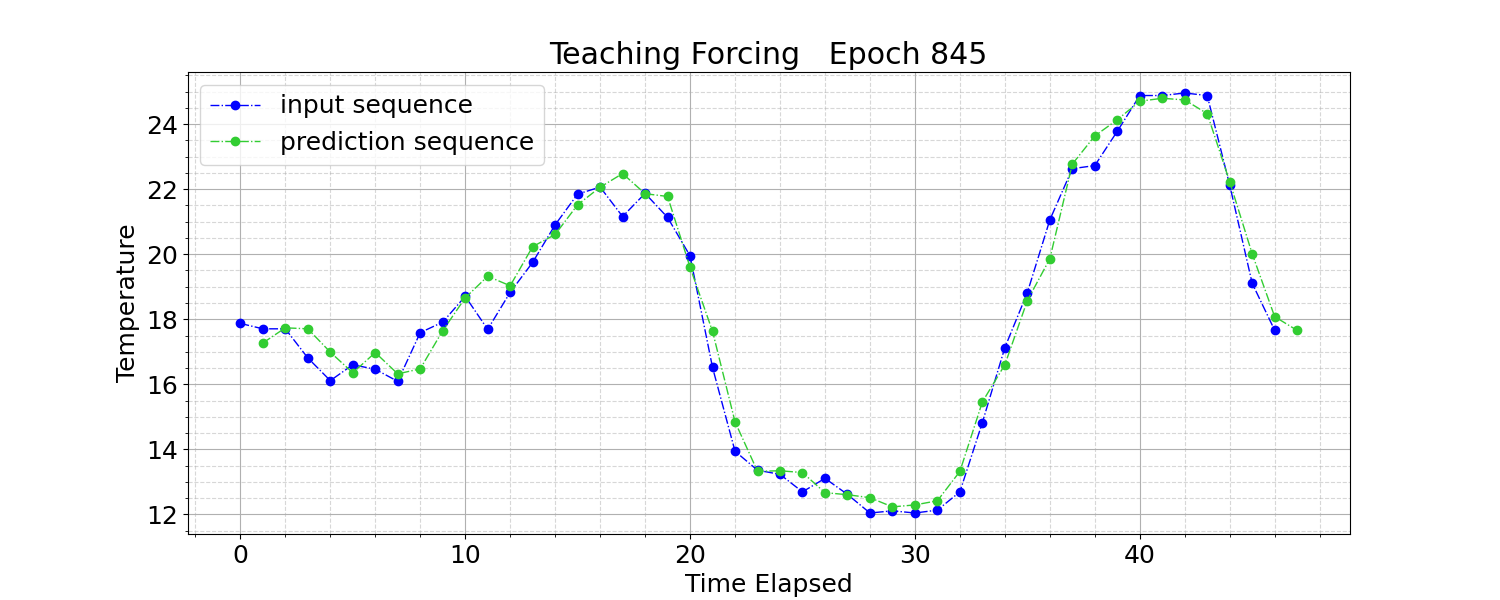 Teaching Forcing   Epoch 845
input sequence
prediction sequence
Temperature
24
22
20
18
16
14
12
0 10 20 30 40
Time Elapsed